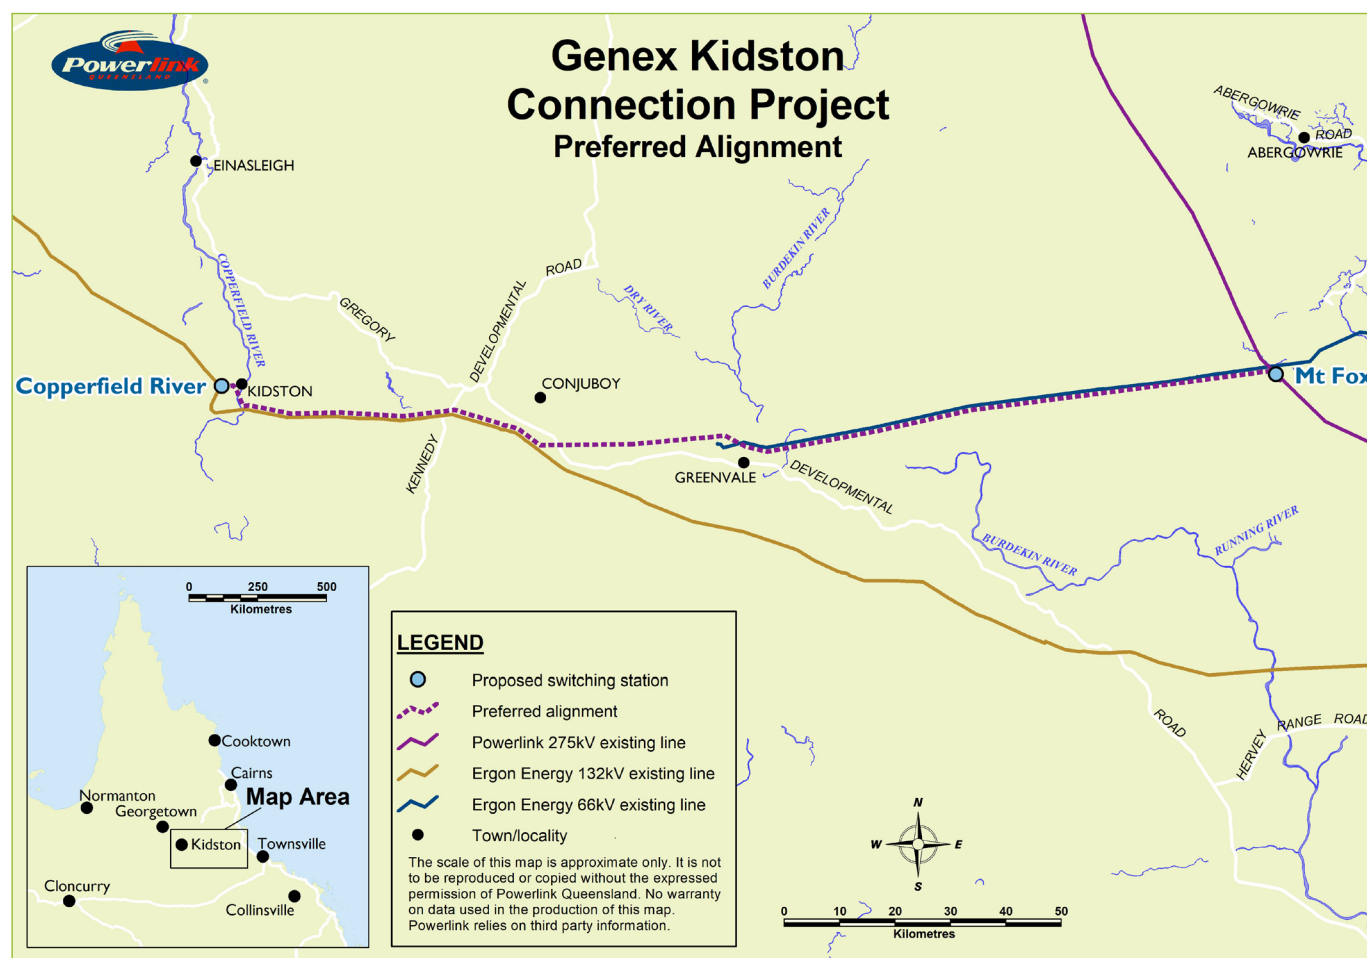 Powerlink
QUEENSLAND
Genex Kidston
Connection Project
Preferred Alignment
ABERGOWRIE
ROAD
ABERGOWRIE
EINASLEIGH
COPPERFIELD RIVER
BURDEKIN RIVER
DRY RIVER
GREGORY
DEVELOPMENTAL
ROAD
Copperfield River
KIDSTON
CONJUBOY
Mt Fox
KENNEDY
GREENVALE
DEVELOPMENTAL
BURDEKIN RIVER
RUNNING RIVER
ROAD
HERVEY
RANGE
ROAD
0 250 500
Kilometres
Cooktown
Cairns
Map Area
Normanton
Georgetown
Kidston
Townsville
Cloncurry
Collinsville
LEGEND
Proposed switching station
Preferred alignment
Powerlink 275kV existing line
Ergon Energy 132kV existing line
Ergon Energy 66kV existing line
Town/locality
The scale of this map is approximate only. It is not
to be reproduced or copied without the expressed
permission of Powerlink Queensland. No warranty
on data used in the production of this map.
Powerlink relies on third party information.
N
W
E
S
0 10 20 30 40 50
Kilometres